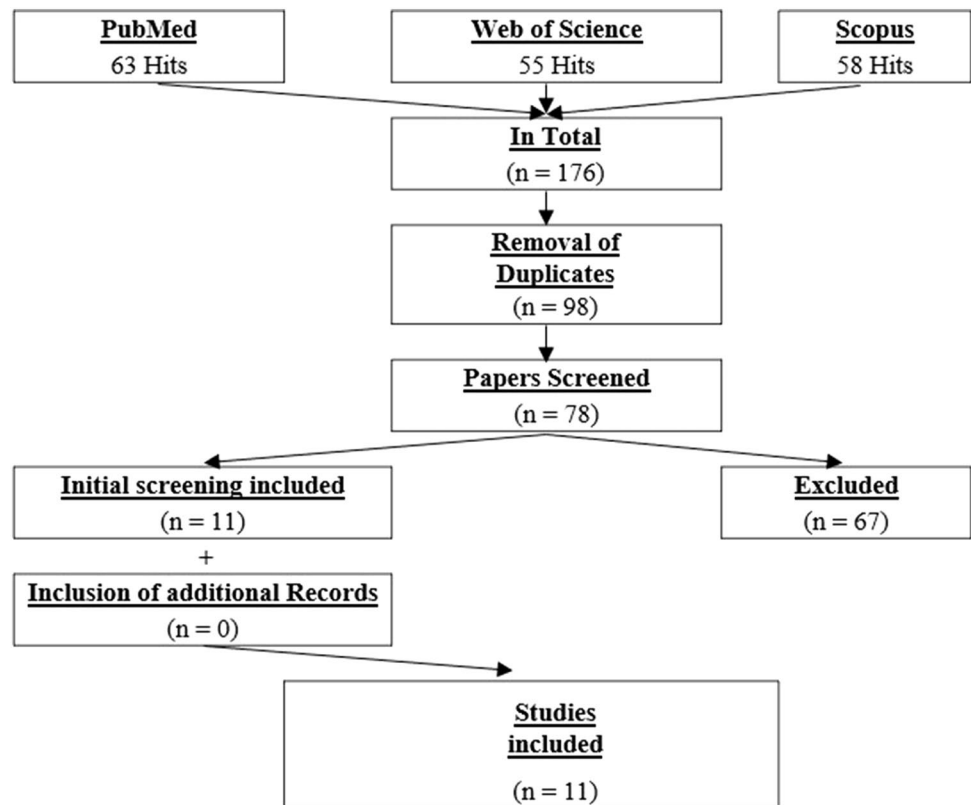 PubMed
63 Hits
Web of Science
55 Hits
Scopus
58 Hits
In Total
(n = 176)
Removal of
Duplicates
(n = 98)
Papers Screened
(n = 78)
Initial screening included
(n = 11)
Excluded
(n = 67)
+
Inclusion of additional Records
(n = 0)
Studies
included
(n = 11)